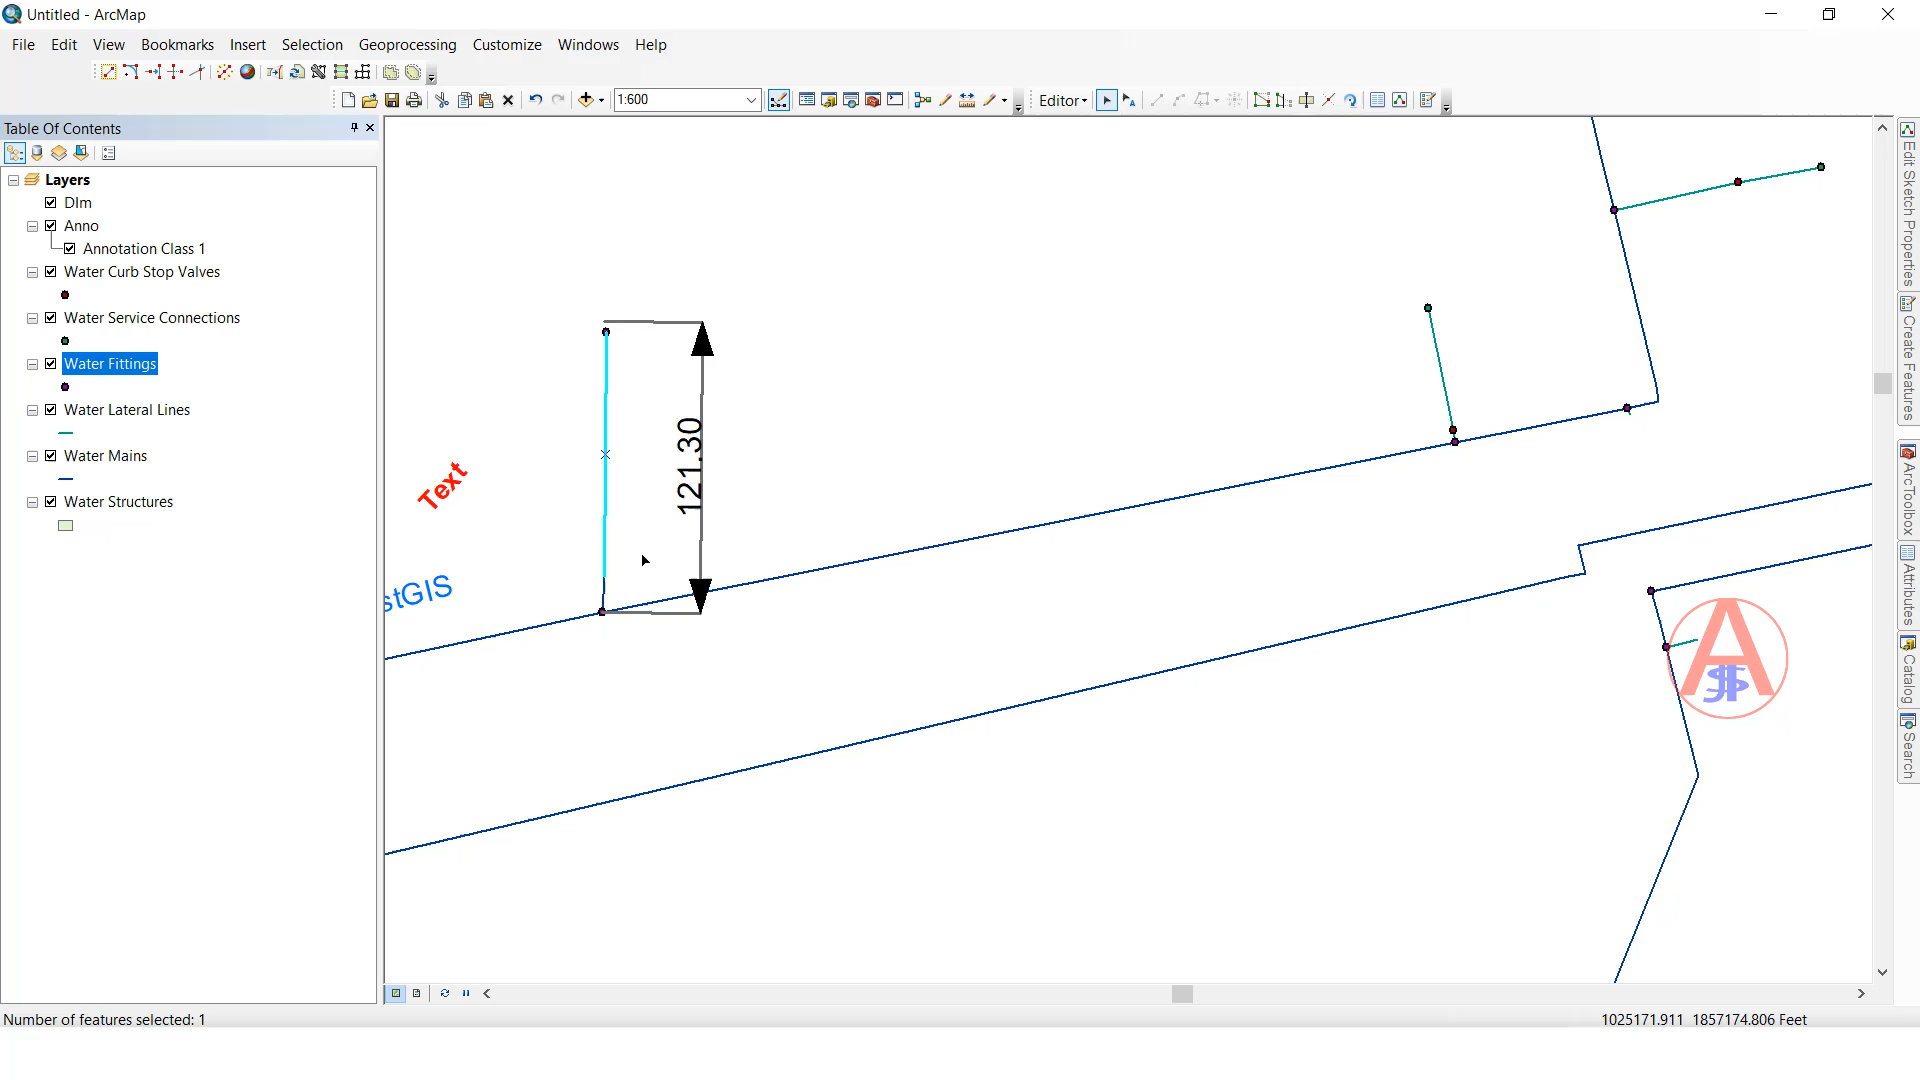 Untitled - ArcMap
File Edit View Bookmarks Insert Selection Geoprocessing Customize Windows Help
1:600
Editor
Table Of Contents
Layers
DIm
Anno
Annotation Class 1
Water Curb Stop Valves
Water Service Connections
Water Fittings
Water Lateral Lines
Water Mains
Water Structures
Text
stGIS
121.30
Edit Sketch Properties
Create Features
ArcToolbox
Attributes
Catalog
Search
Number of features selected: 1
1025171.911 1857174.806 Feet